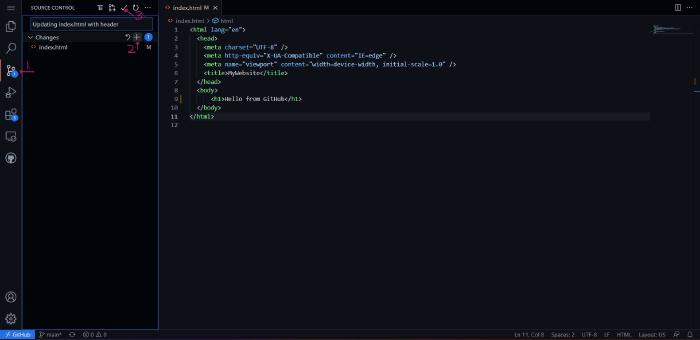 SOURCE CONTROL
3
Updating index.html with header
Changes
1
2
index.html
M
1
index.html M
index.html
html
1 <html lang="en">
2 <head>
3 <meta charset="UTF-8" />
4 <meta http-equiv="X-UA-Compatible" content="IE=edge" />
5 <meta name="viewport" content="width=device-width, initial-scale=1.0" />
6 <title>MyWebsite</title>
7 </head>
8 <body>
9 <h1>Hello from GitHub</h1>
10 </body>
11 </html>
12
GitHub
main*
0
0
Ln 11, Col 8
Spaces: 2
UTF-8
LF
HTML
Layout: US